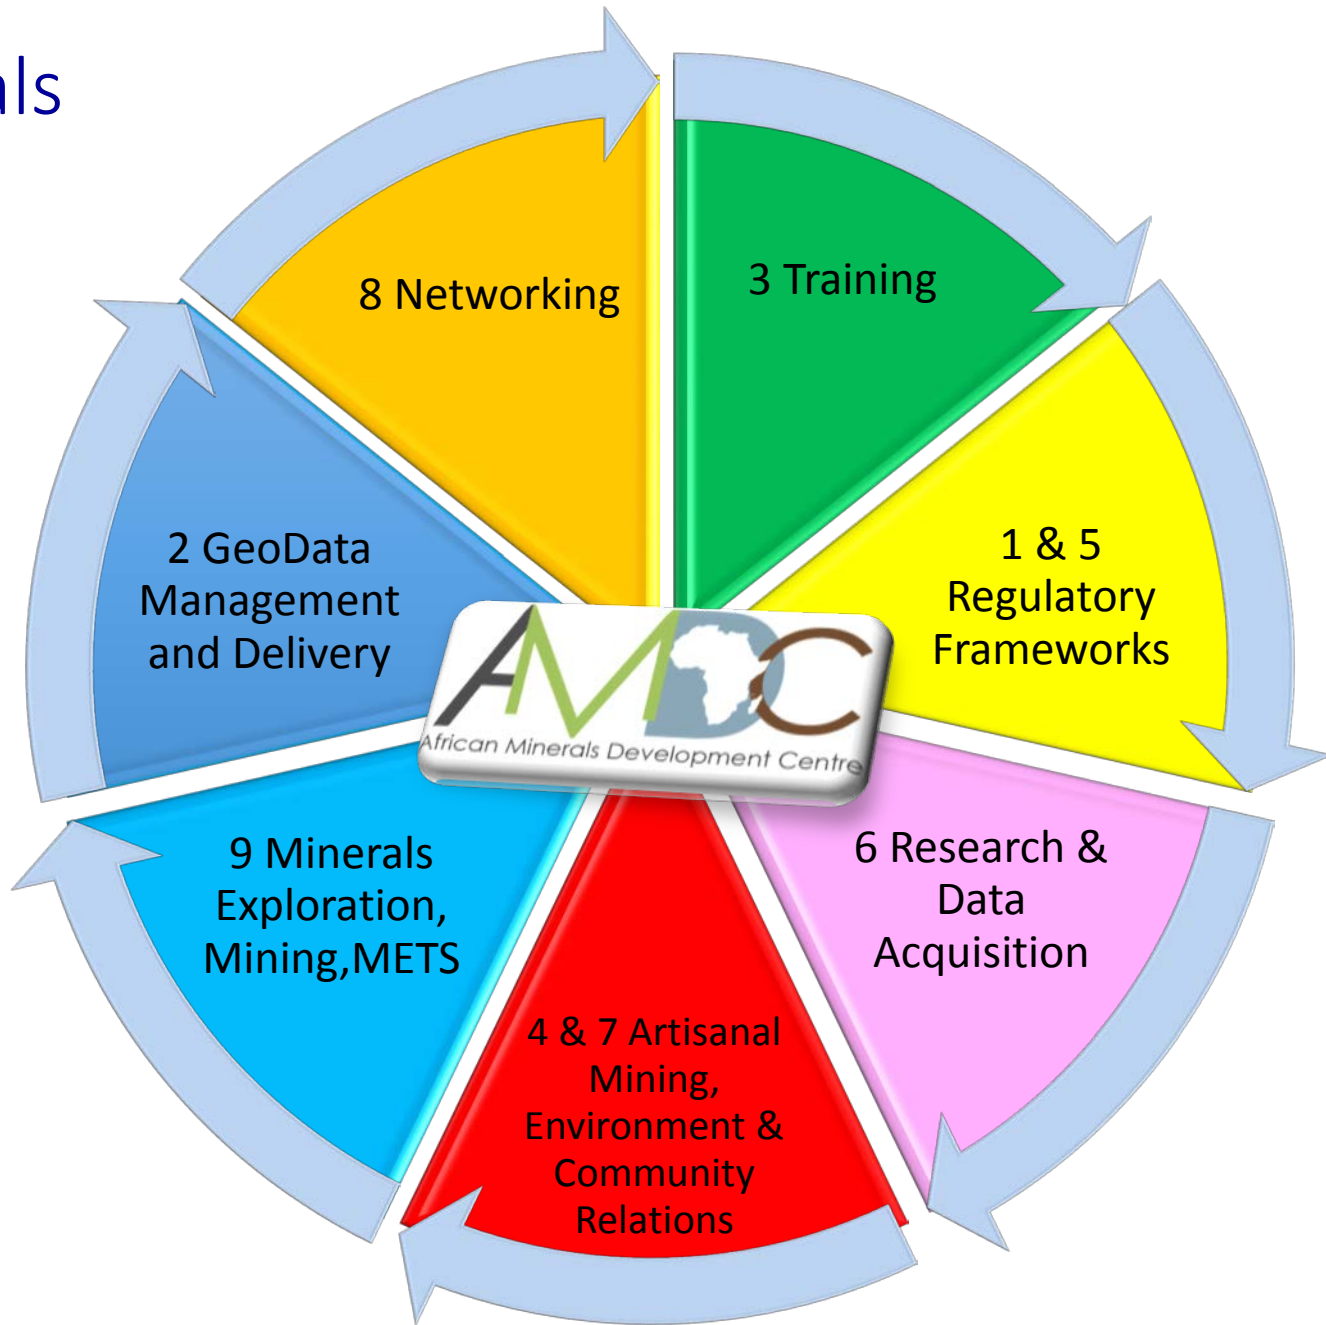 als
8 Networking
3 Training
2 GeoData
Management
and Delivery
1 & 5
Regulatory
Frameworks
AMDC
African Minerals Development Centre
9 Minerals
Exploration,
Mining,METS
6 Research &
Data
Acquisition
4 & 7 Artisanal
Mining,
Environment &
Community
Relations